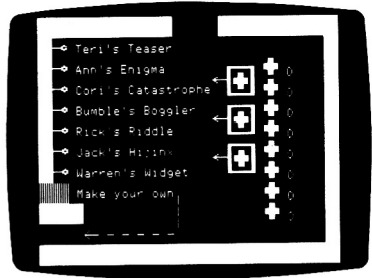 Teri's Teaser
Ann's Enigma
Cori's Catastrophe
Bumble's Boggler
Rick's Riddle
Jack's Hijinx
Warren's Widget
Make your own